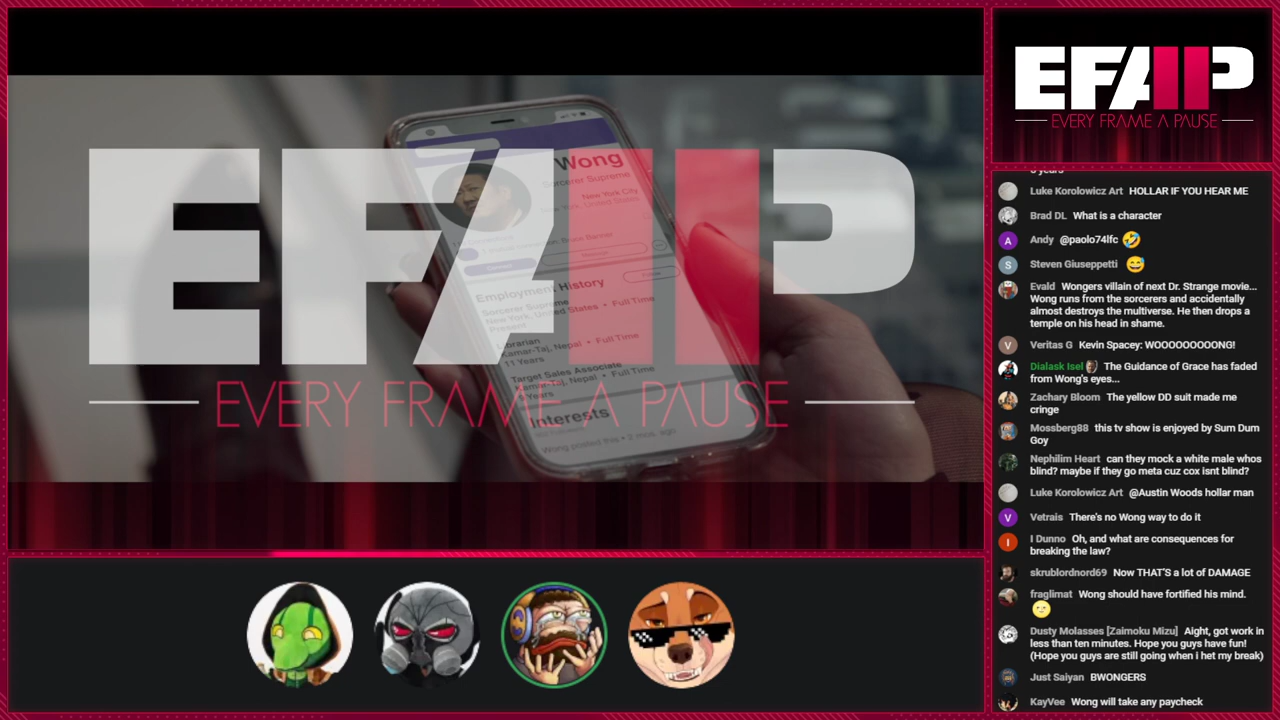 EFAP
EVERY FRAME A PAUSE
Wong
Sorcerer Supreme
New York City
New York, United States
Employment History
Sorcerer Supreme
New York, United States • Full Time
Present
Librarian
Kamar-Taj, Nepal • Full Time
11 Years
Target Sales Associate
Kamar-Taj, Nepal • Full Time
Interests
Wong posted this • 2 mos. ago
EFAP
EVERY FRAME A PAUSE
Luke Korolowicz Art HOLLAR IF YOU HEAR ME
Brad DL What is a character
Andy @paolo74lfc 🤣
Steven Giuseppetti 😅
Evald Wongers villain of next Dr. Strange movie...
Wong runs from the sorcerers and accidentally
almost destroys the multiverse. He then drops a
temple on his head in shame.
Veritas G Kevin Spacey: WOOOOOOOONG!
Dialask Isel The Guidance of Grace has faded
from Wong's eyes...
Zachary Bloom The yellow DD suit made me
cringe
Mossberg88 this tv show is enjoyed by Sum Dum
Goy
Nephilim Heart can they mock a white male whos
blind? maybe if they go meta cuz cox isnt blind?
Luke Korolowicz Art @Austin Woods hollar man
Vetrais There's no Wong way to do it
I Dunno Oh, and what are consequences for
breaking the law?
skrublordnord69 Now THAT'S a lot of DAMAGE
fraglimat Wong should have fortified his mind.
Dusty Molasses [Zaimoku Mizu] Aight, got work in
less than ten minutes. Hope you guys have fun!
(Hope you guys are still going when i het my break)
Just Saiyan BWONGERS
KayVee Wong will take any paycheck